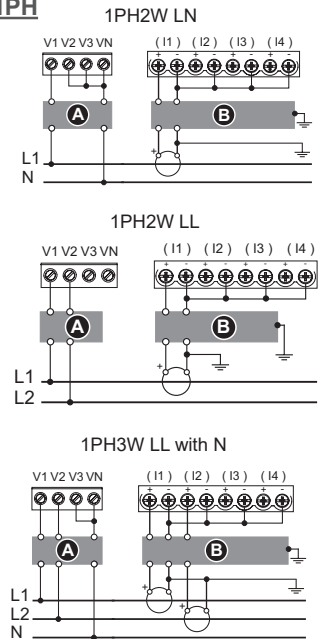 1PH
1PH2W LN
V1 V2 V3 VN
( I1 ) ( I2 ) ( I3 ) ( I4 )
+ - + - + - + -
A
B
+
L1
N
1PH2W LL
V1 V2 V3 VN
( I1 ) ( I2 ) ( I3 ) ( I4 )
+ - + - + - + -
A
B
+
L1
L2
1PH3W LL with N
V1 V2 V3 VN
( I1 ) ( I2 ) ( I3 ) ( I4 )
+ - + - + - + -
A
B
+
L1
L2
+
N